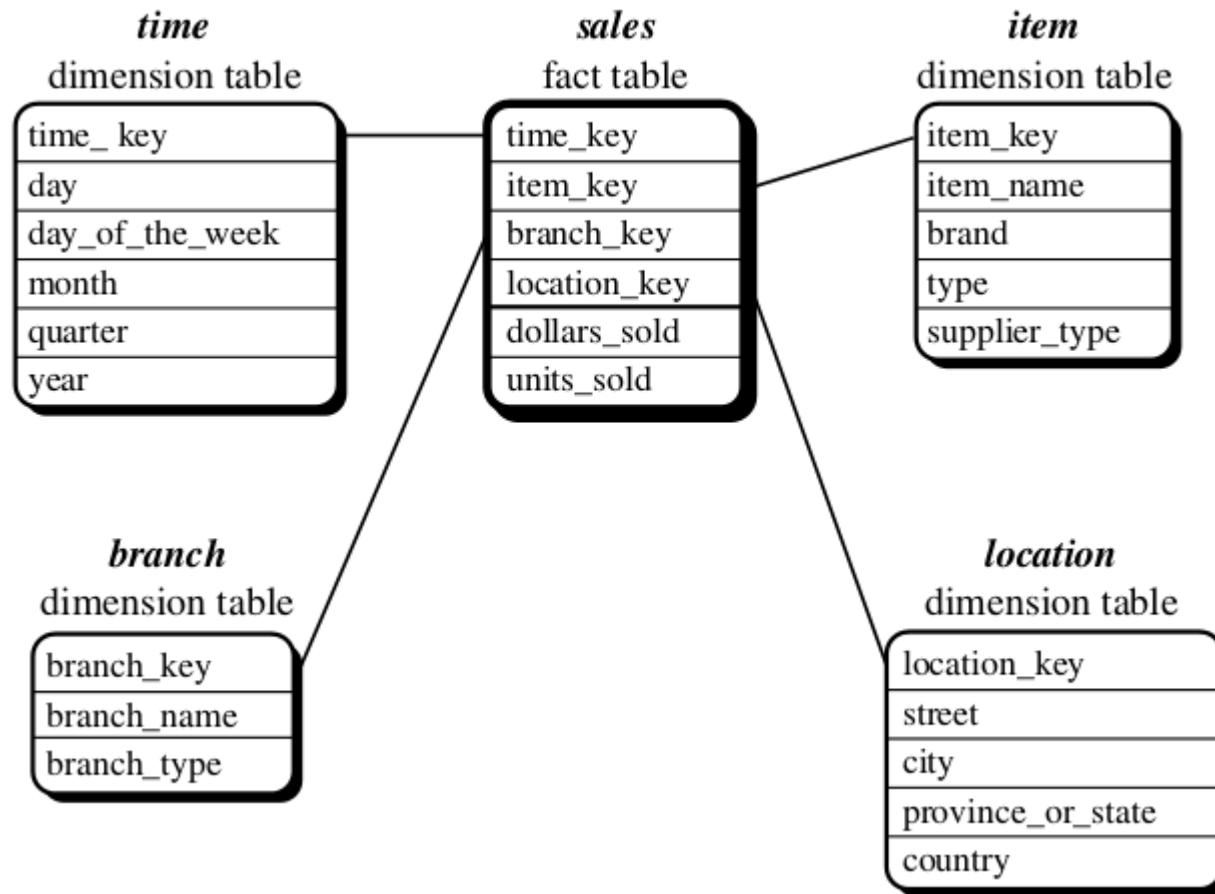 time
dimension table
time_ key
day
day_of_the_week
month
quarter
year
sales
fact table
time_key
item_key
branch_key
location_key
dollars_sold
units_sold
item
dimension table
item_key
item_name
brand
type
supplier_type
branch
dimension table
branch_key
branch_name
branch_type
location
dimension table
location_key
street
city
province_or_state
country